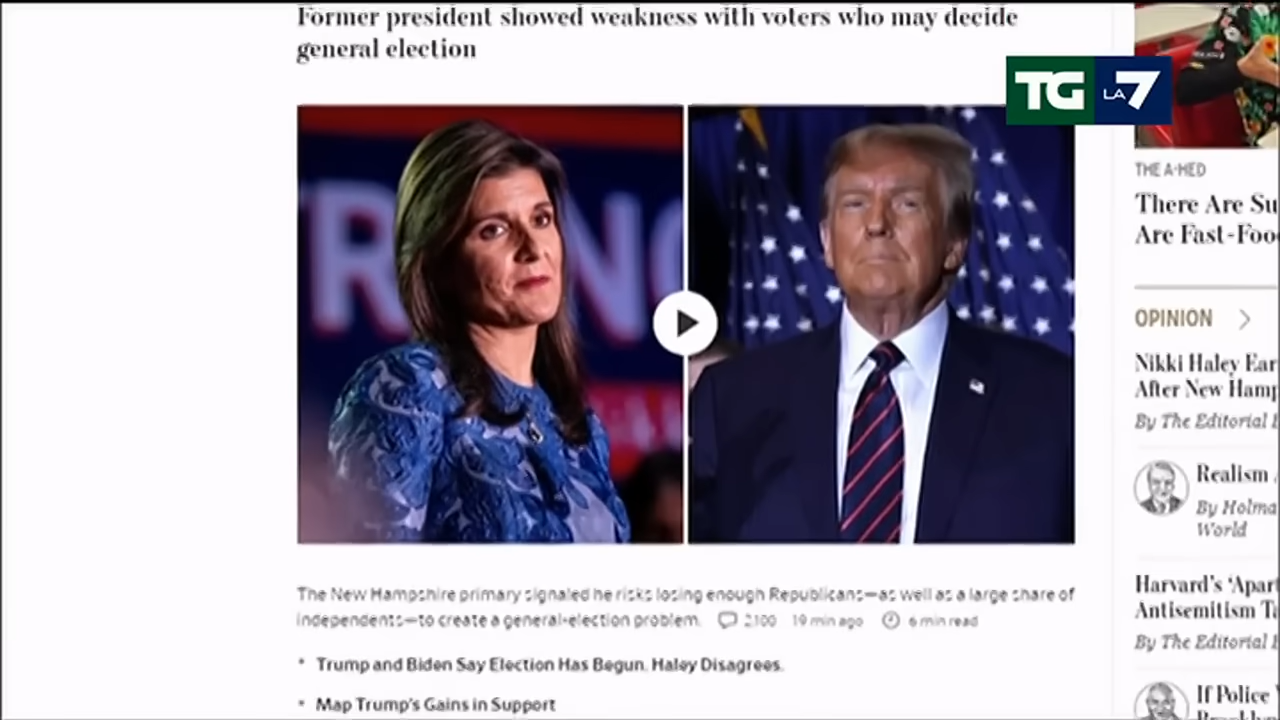 Former president showed weakness with voters who may decide
general election
TG LA 7
THE A-HED
There Are Su
Are Fast-Foo
OPINION
Nikki Haley Ear
After New Hamp
By The Editorial
Realism
By Holma
World
Harvard's 'Apart
Antisemitism Ta
By The Editorial
If Police
The New Hampshire primary signaled he risks losing enough Republicans—as well as a large share of
independents—to create a general-election problem. 2100 19 min ago 6 min read
• Trump and Biden Say Election Has Begun. Haley Disagrees.
• Map Trump's Gains in Support